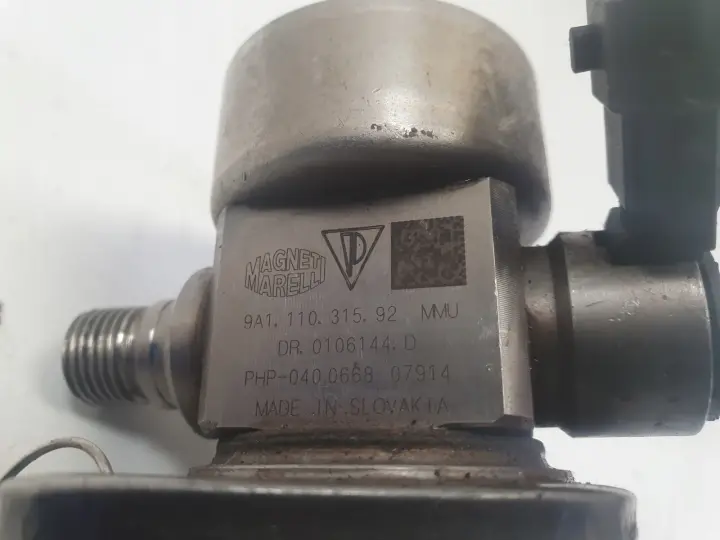 MAGNETI
MARELLI
9A1.110.315.92 MMU
DR.0106144.D
PHP-040.0668 07914
MADE IN SLOVAKIA